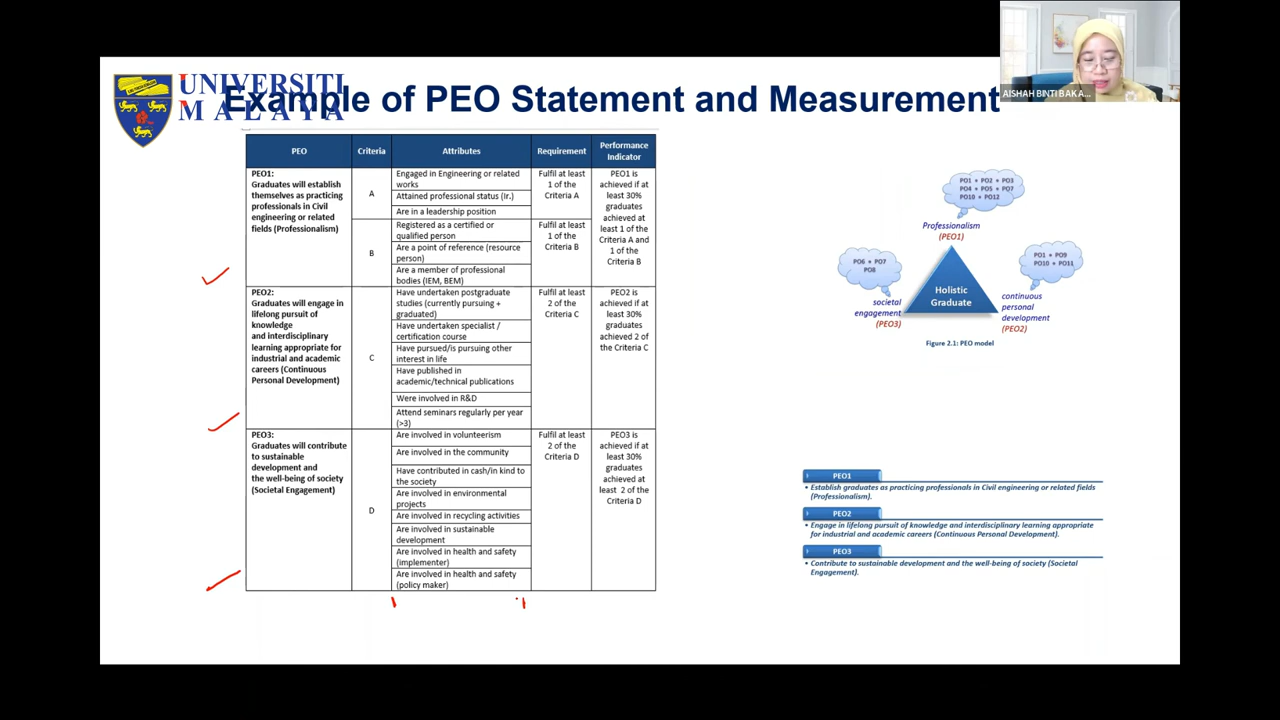 UNIVERSITI
MALAYA
Example of PEO Statement and Measurement
AISHAH BINTI BAKA...
PEO
Criteria
Attributes
Requirement
Performance
Indicator
PEO1:
Graduates will establish
themselves as practicing
professionals in Civil
engineering or related
fields (Professionalism)
A
Engaged in Engineering or related
works
Attained professional status (Ir.)
Are in a leadership position
Fulfil at least
1 of the
Criteria A
PEO1 is
achieved if at
least 30%
graduates
achieved at
least 1 of the
Criteria A and
1 of the
Criteria B
B
Registered as a certified or
qualified person
Are a point of reference (resource
person)
Are a member of professional
bodies (IEM, BEM)
Fulfil at least
1 of the
Criteria B
PEO2:
Graduates will engage in
lifelong pursuit of
knowledge
and interdisciplinary
learning appropriate for
industrial and academic
careers (Continuous
Personal Development)
C
Have undertaken postgraduate
studies (currently pursuing +
graduated)
Have undertaken specialist /
certification course
Have pursued/is pursuing other
interest in life
Have published in
academic/technical publications
Were involved in R&D
Attend seminars regularly per year
(>3)
Fulfil at least
2 of the
Criteria C
PEO2 is
achieved if at
least 30%
graduates
achieved 2 of
the Criteria C
PEO3:
Graduates will contribute
to sustainable
development and
the well-being of society
(Societal Engagement)
D
Are involved in volunteerism
Are involved in the community
Have contributed in cash/in kind to
the society
Are involved in environmental
projects
Are involved in recycling activities
Are involved in sustainable
development
Are involved in health and safety
(implementer)
Are involved in health and safety
(policy maker)
Fulfil at least
2 of the
Criteria D
PEO3 is
achieved if at
least 30%
graduates
achieved at
least 2 of the
Criteria D
PO1 • PO2 • PO3
PO4 • PO5 • PO7
PO10 • PO12
Professionalism
(PEO1)
PO6 • PO7
PO8
PO1 • PO9
PO10 • PO11
Holistic
Graduate
societal
engagement
(PEO3)
continuous
personal
development
(PEO2)
Figure 2.1: PEO model
PEO1
• Establish graduates as practicing professionals in Civil engineering or related fields
(Professionalism).
PEO2
• Engage in lifelong pursuit of knowledge and interdisciplinary learning appropriate
for industrial and academic careers (Continuous Personal Development).
PEO3
• Contribute to sustainable development and the well-being of society (Societal
Engagement).